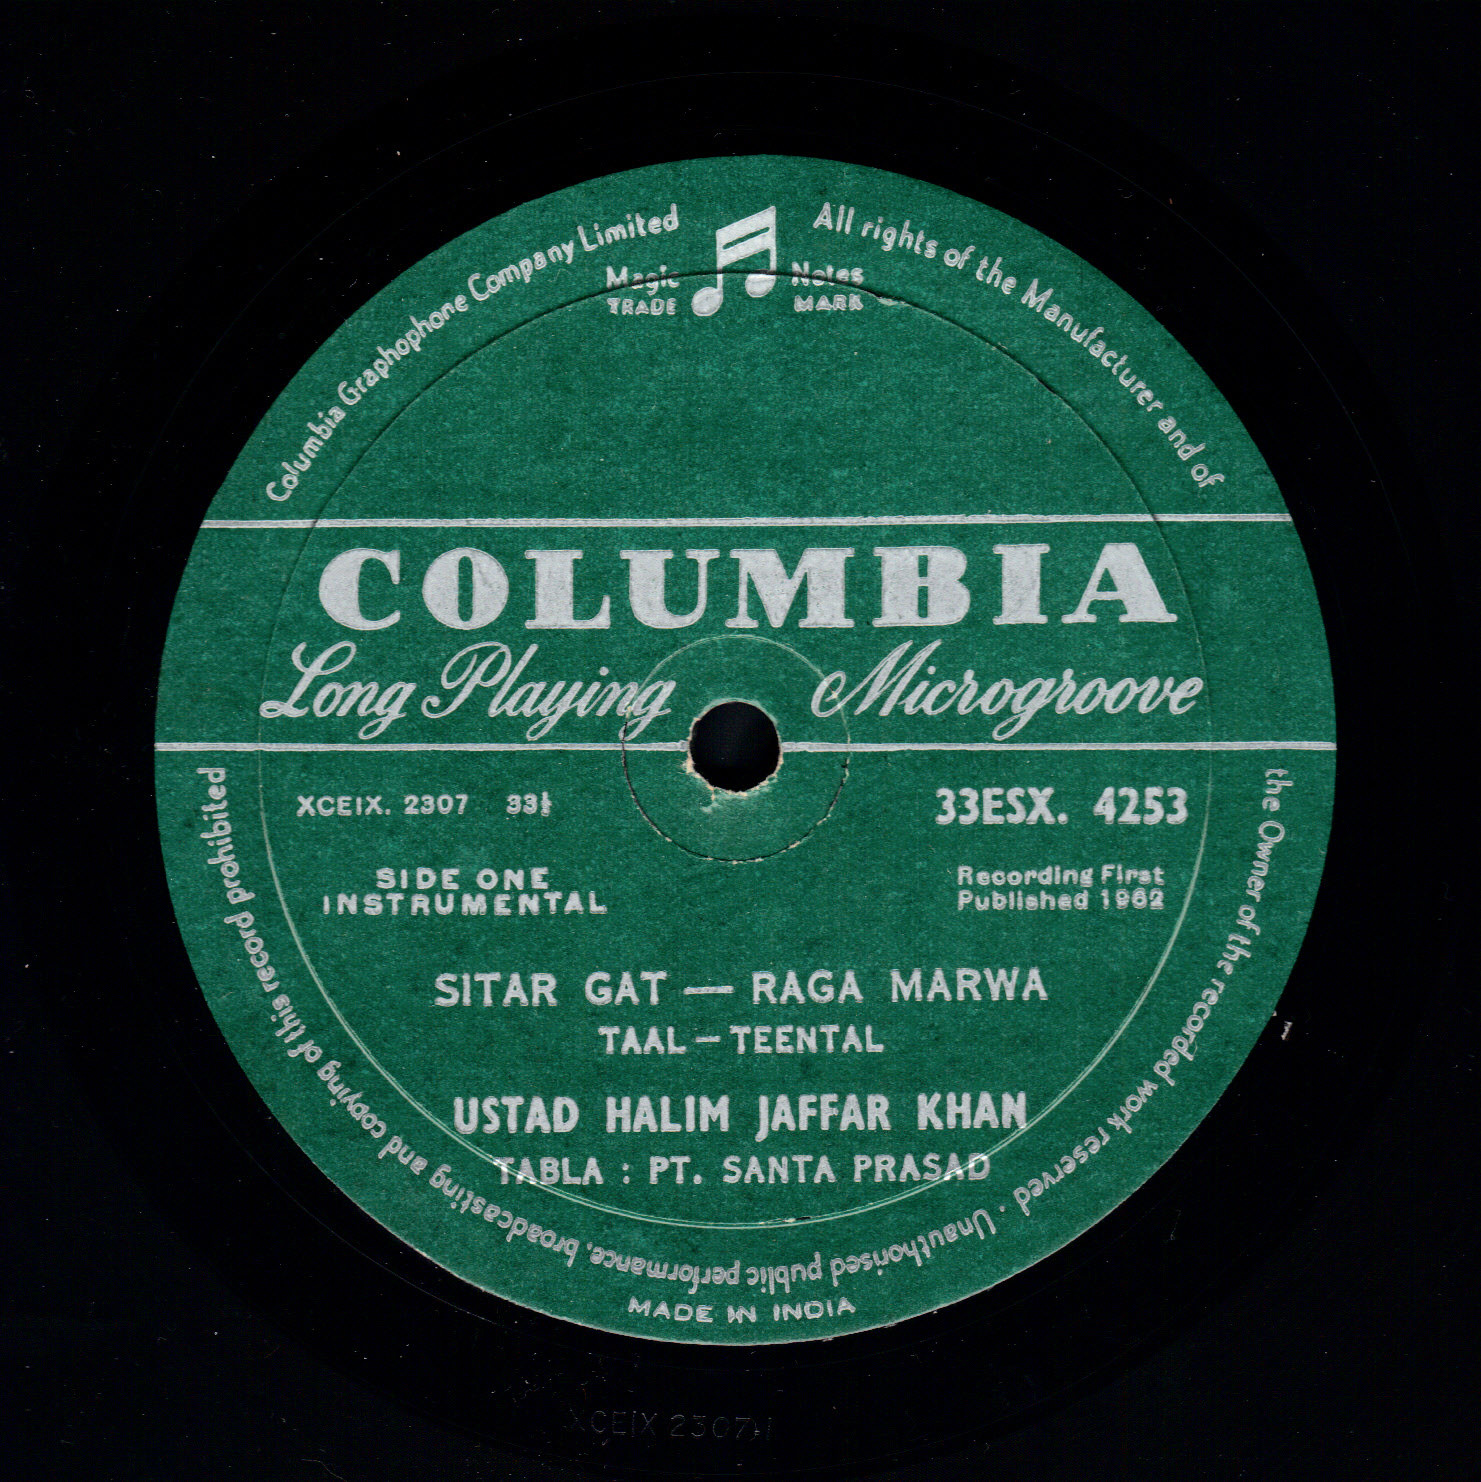 Columbia Graphophone Company Limited
All rights of the Manufacturer and of
the Owner of the recorded work reserved . Unauthorised public performance, broadcasting and copying of this record prohibited
Magic Notes
TRADE MARK
COLUMBIA
Long Playing Microgroove
XCEIX. 2307 33⅓ 33ESX. 4253
SIDE ONE
INSTRUMENTAL
Recording First
Published 1962
SITAR GAT — RAGA MARWA
TAAL — TEENTAL
USTAD HALIM JAFFAR KHAN
TABLA : PT. SANTA PRASAD
MADE IN INDIA
XCEIX 2307